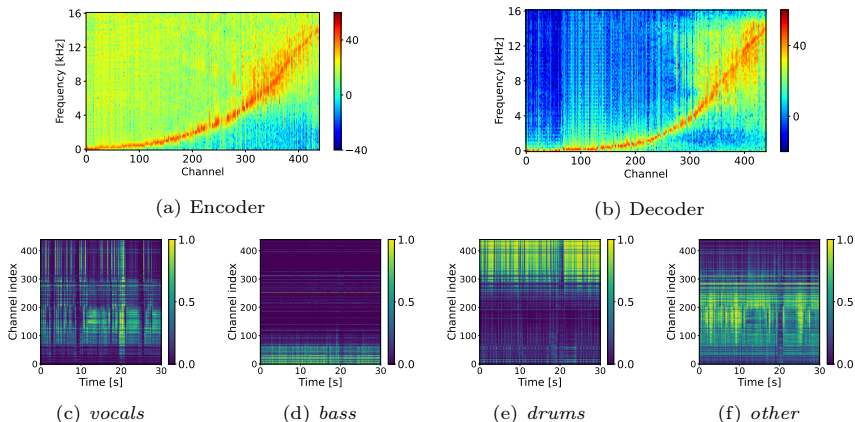 16
12
8
4
0
Frequency [kHz]
0 100 200 300 400
Channel
40
0
−40
(a) Encoder
16
12
8
4
0
Frequency [kHz]
0 100 200 300 400
Channel
40
0
(b) Decoder
400
300
200
100
0
Channel index
0 10 20 30
Time [s]
1.0
0.5
0.0
(c) vocals
400
300
200
100
0
Channel index
0 10 20 30
Time [s]
1.0
0.5
0.0
(d) bass
400
300
200
100
0
Channel index
0 10 20 30
Time [s]
1.0
0.5
0.0
(e) drums
400
300
200
100
0
Channel index
0 10 20 30
Time [s]
1.0
0.5
0.0
(f) other